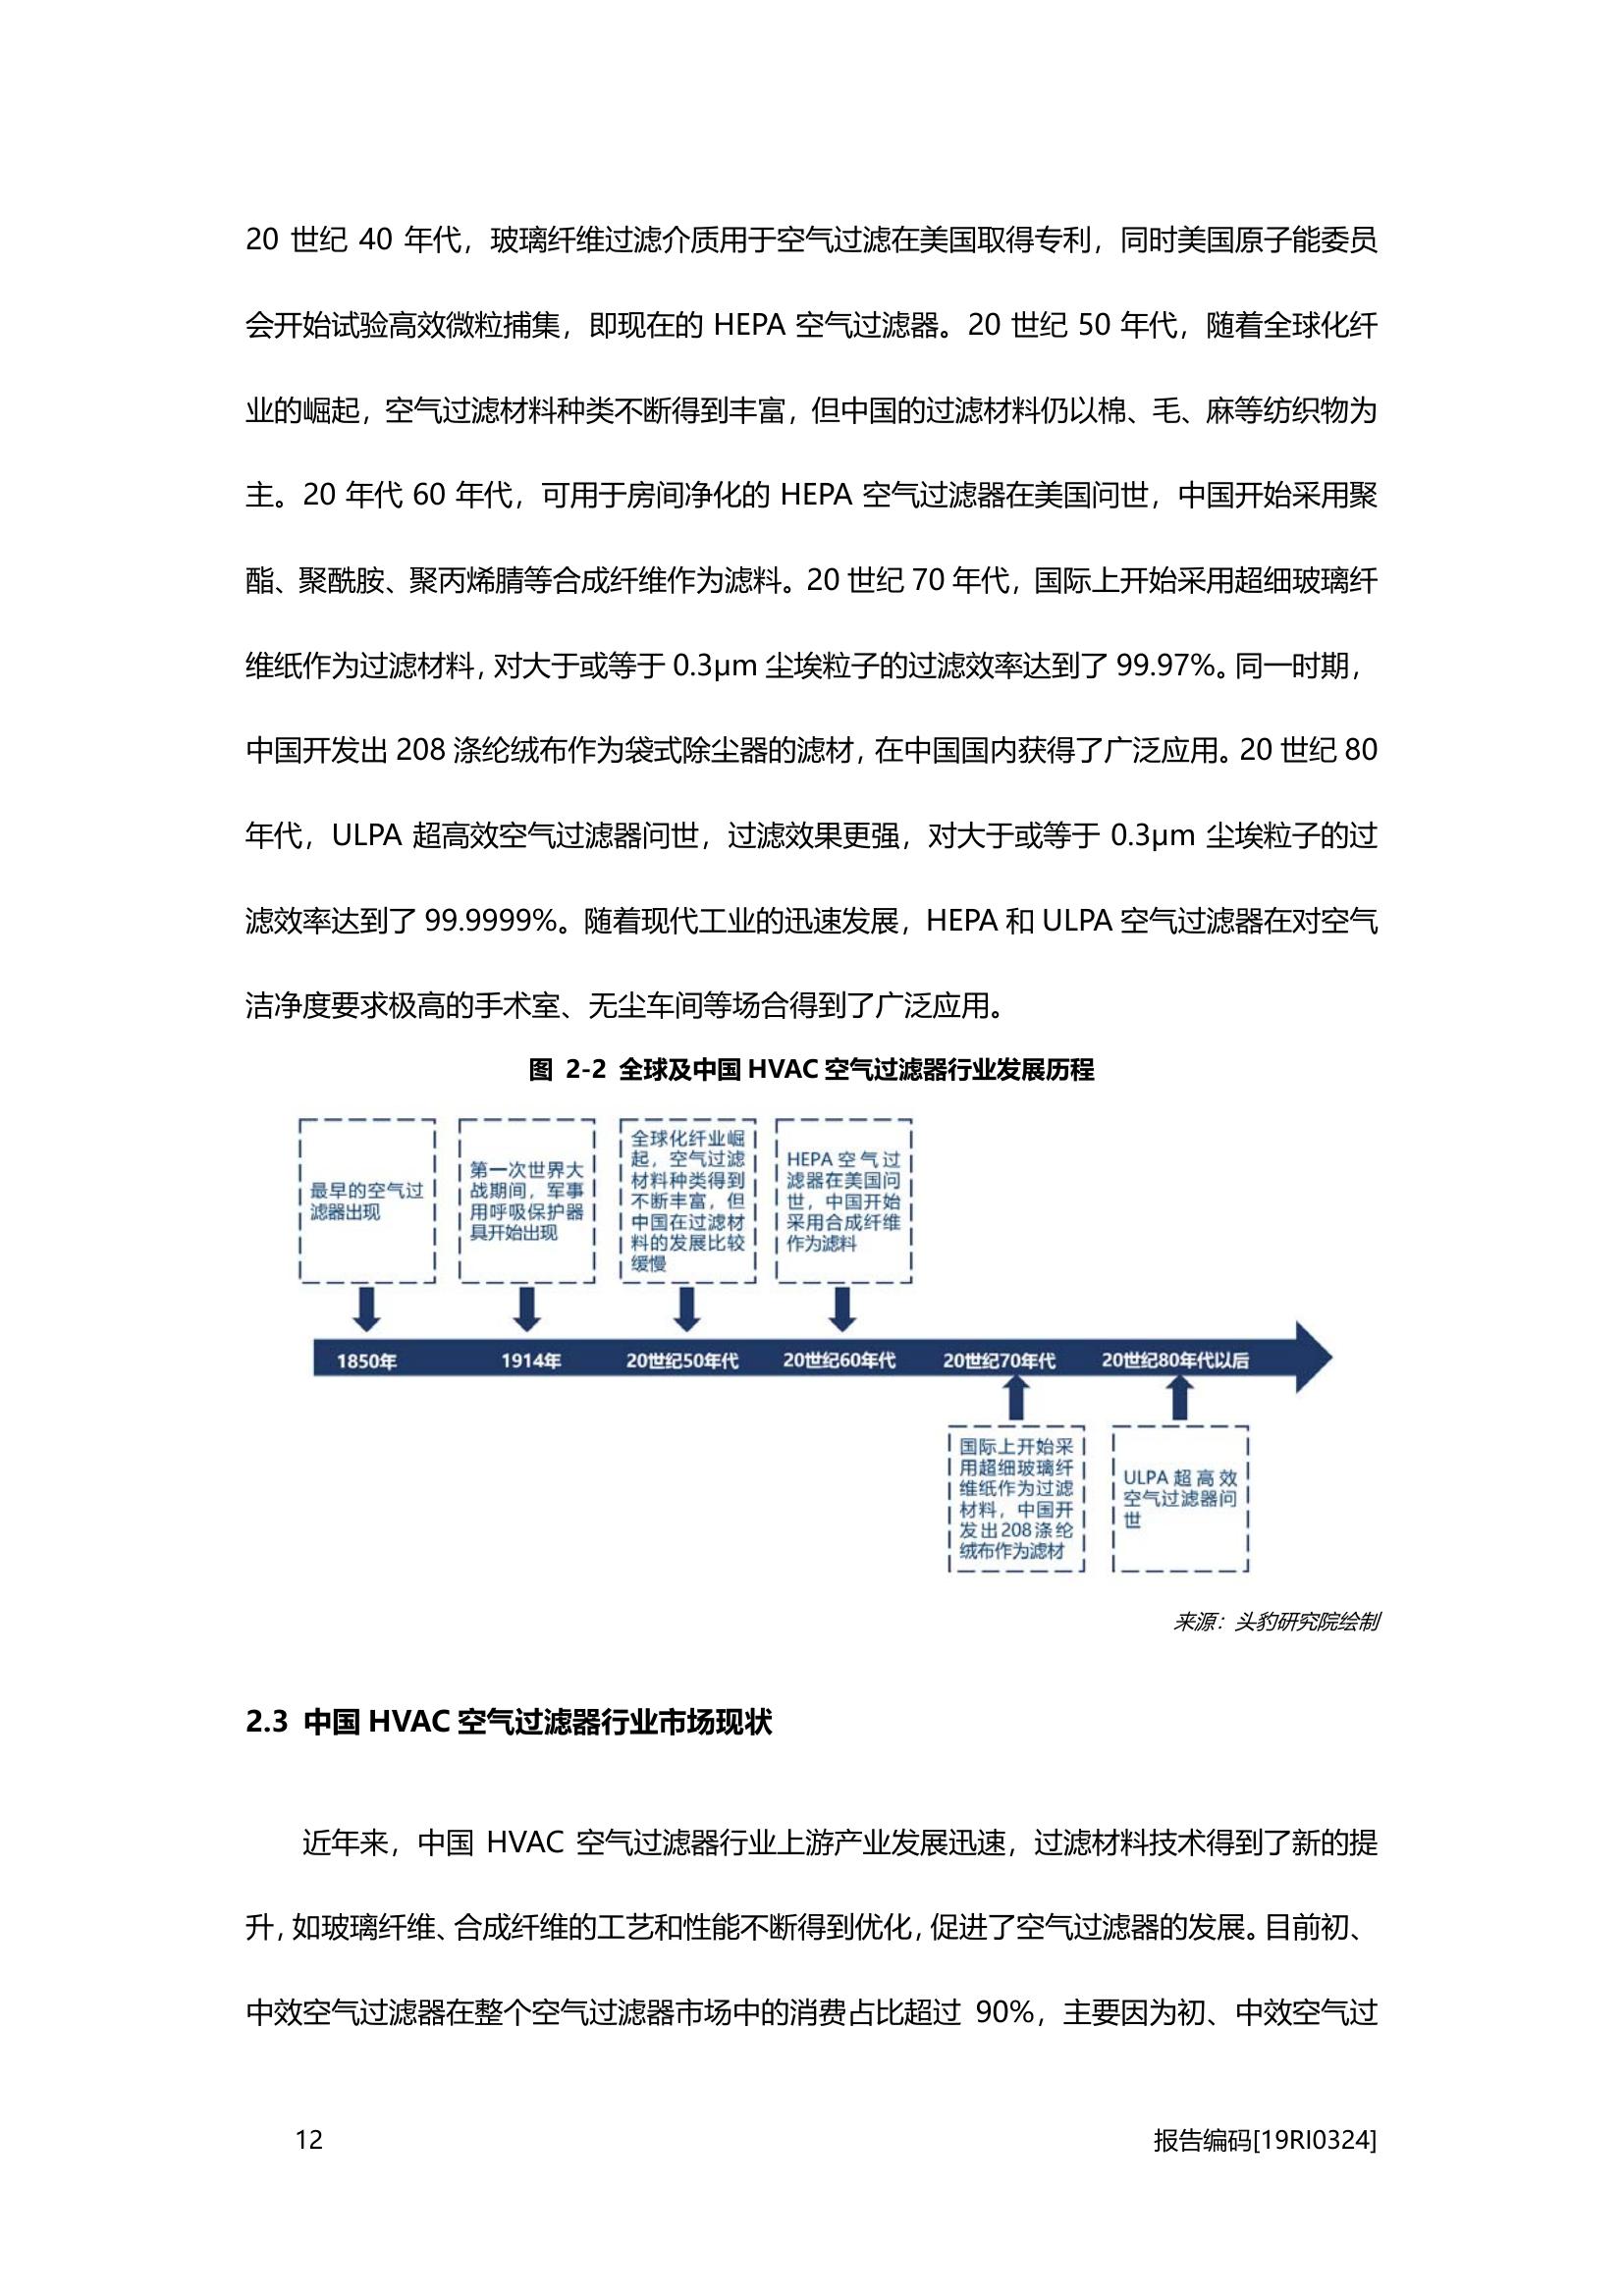 20 世纪 40 年代，玻璃纤维过滤介质用于空气过滤在美国取得专利，同时美国原子能委员
会开始试验高效微粒捕集，即现在的 HEPA 空气过滤器。20 世纪 50 年代，随着全球化纤
业的崛起，空气过滤材料种类不断得到丰富，但中国的过滤材料仍以棉、毛、麻等纺织物为
主。20 年代 60 年代，可用于房间净化的 HEPA 空气过滤器在美国问世，中国开始采用聚
酯、聚酰胺、聚丙烯腈等合成纤维作为滤料。20 世纪 70 年代，国际上开始采用超细玻璃纤
维纸作为过滤材料，对大于或等于 0.3μm 尘埃粒子的过滤效率达到了 99.97%。同一时期，
中国开发出 208 涤纶绒布作为袋式除尘器的滤材，在中国国内获得了广泛应用。20 世纪 80
年代，ULPA 超高效空气过滤器问世，过滤效果更强，对大于或等于 0.3μm 尘埃粒子的过
滤效率达到了 99.9999%。随着现代工业的迅速发展，HEPA 和 ULPA 空气过滤器在对空气
洁净度要求极高的手术室、无尘车间等场合得到了广泛应用。
图 2-2 全球及中国 HVAC 空气过滤器行业发展历程
最早的空气过
滤器出现
第一次世界大
战期间，军事
用呼吸保护器
具开始出现
全球化纤业崛
起，空气过滤
材料种类得到
不断丰富，但
中国在过滤材
料的发展比较
缓慢
HEPA 空气过
滤器在美国问
世，中国开始
采用合成纤维
作为滤料
1850年
1914年
20世纪50年代
20世纪60年代
20世纪70年代
20世纪80年代以后
国际上开始采
用超细玻璃纤
维纸作为过滤
材料，中国开
发出208涤纶
绒布作为滤材
ULPA 超高效
空气过滤器问
世
来源：头豹研究院绘制
2.3 中国 HVAC 空气过滤器行业市场现状
近年来，中国 HVAC 空气过滤器行业上游产业发展迅速，过滤材料技术得到了新的提
升，如玻璃纤维、合成纤维的工艺和性能不断得到优化，促进了空气过滤器的发展。目前初、
中效空气过滤器在整个空气过滤器市场中的消费占比超过 90%，主要因为初、中效空气过
12
报告编码[19RI0324]